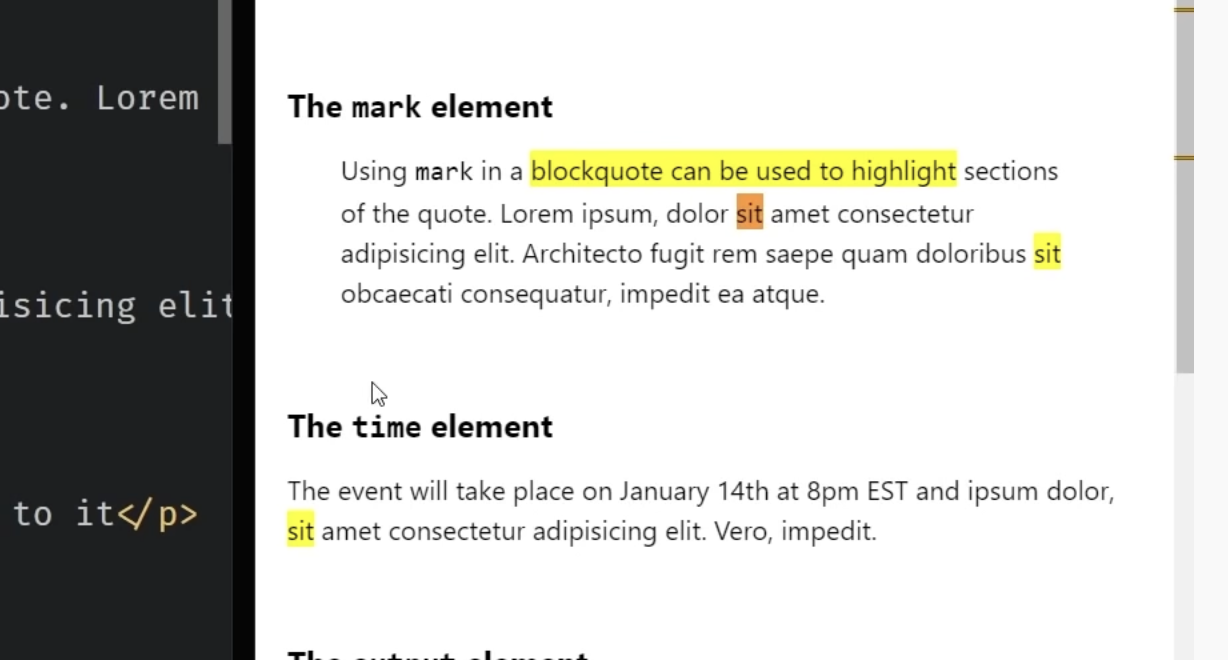 ote. Lorem
isicing elit
to it</p>
The mark element
Using mark in a blockquote can be used to highlight sections
of the quote. Lorem ipsum, dolor sit amet consectetur
adipisicing elit. Architecto fugit rem saepe quam doloribus sit
obcaecati consequatur, impedit ea atque.
The time element
The event will take place on January 14th at 8pm EST and ipsum dolor,
sit amet consectetur adipisicing elit. Vero, impedit.
The output element